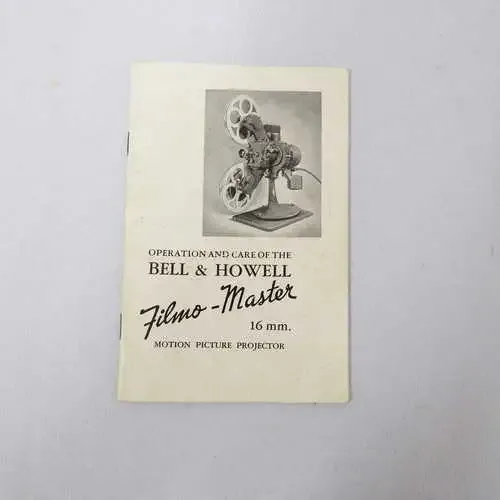 OPERATION AND CARE OF THE
BELL & HOWELL
Filmo-Master
16 mm.
MOTION PICTURE PROJECTOR